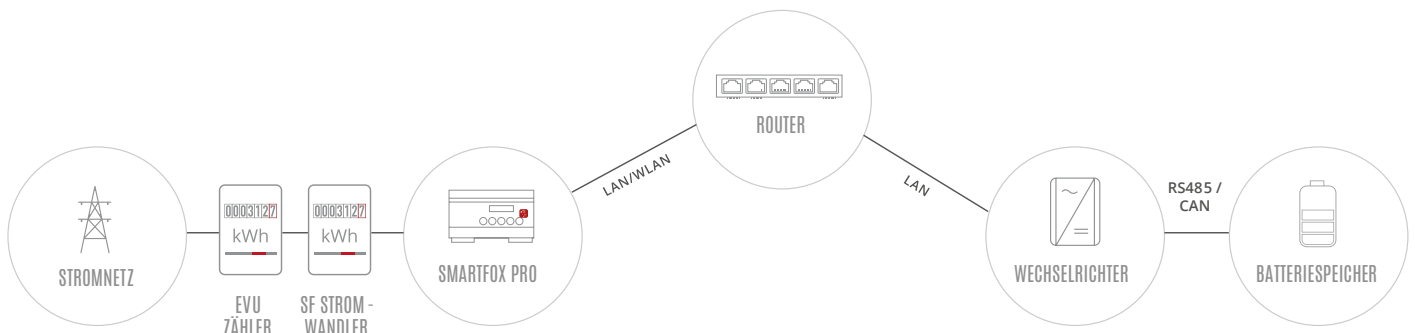 ROUTER
LAN/WLAN
LAN
RS485 /
CAN
0003127
kWh
0003127
kWh
STROMNETZ
SMARTFOX PRO
WECHSELRICHTER
BATTERIESPEICHER
EVU
ZÄHLER
SF STROM -
WANDLER